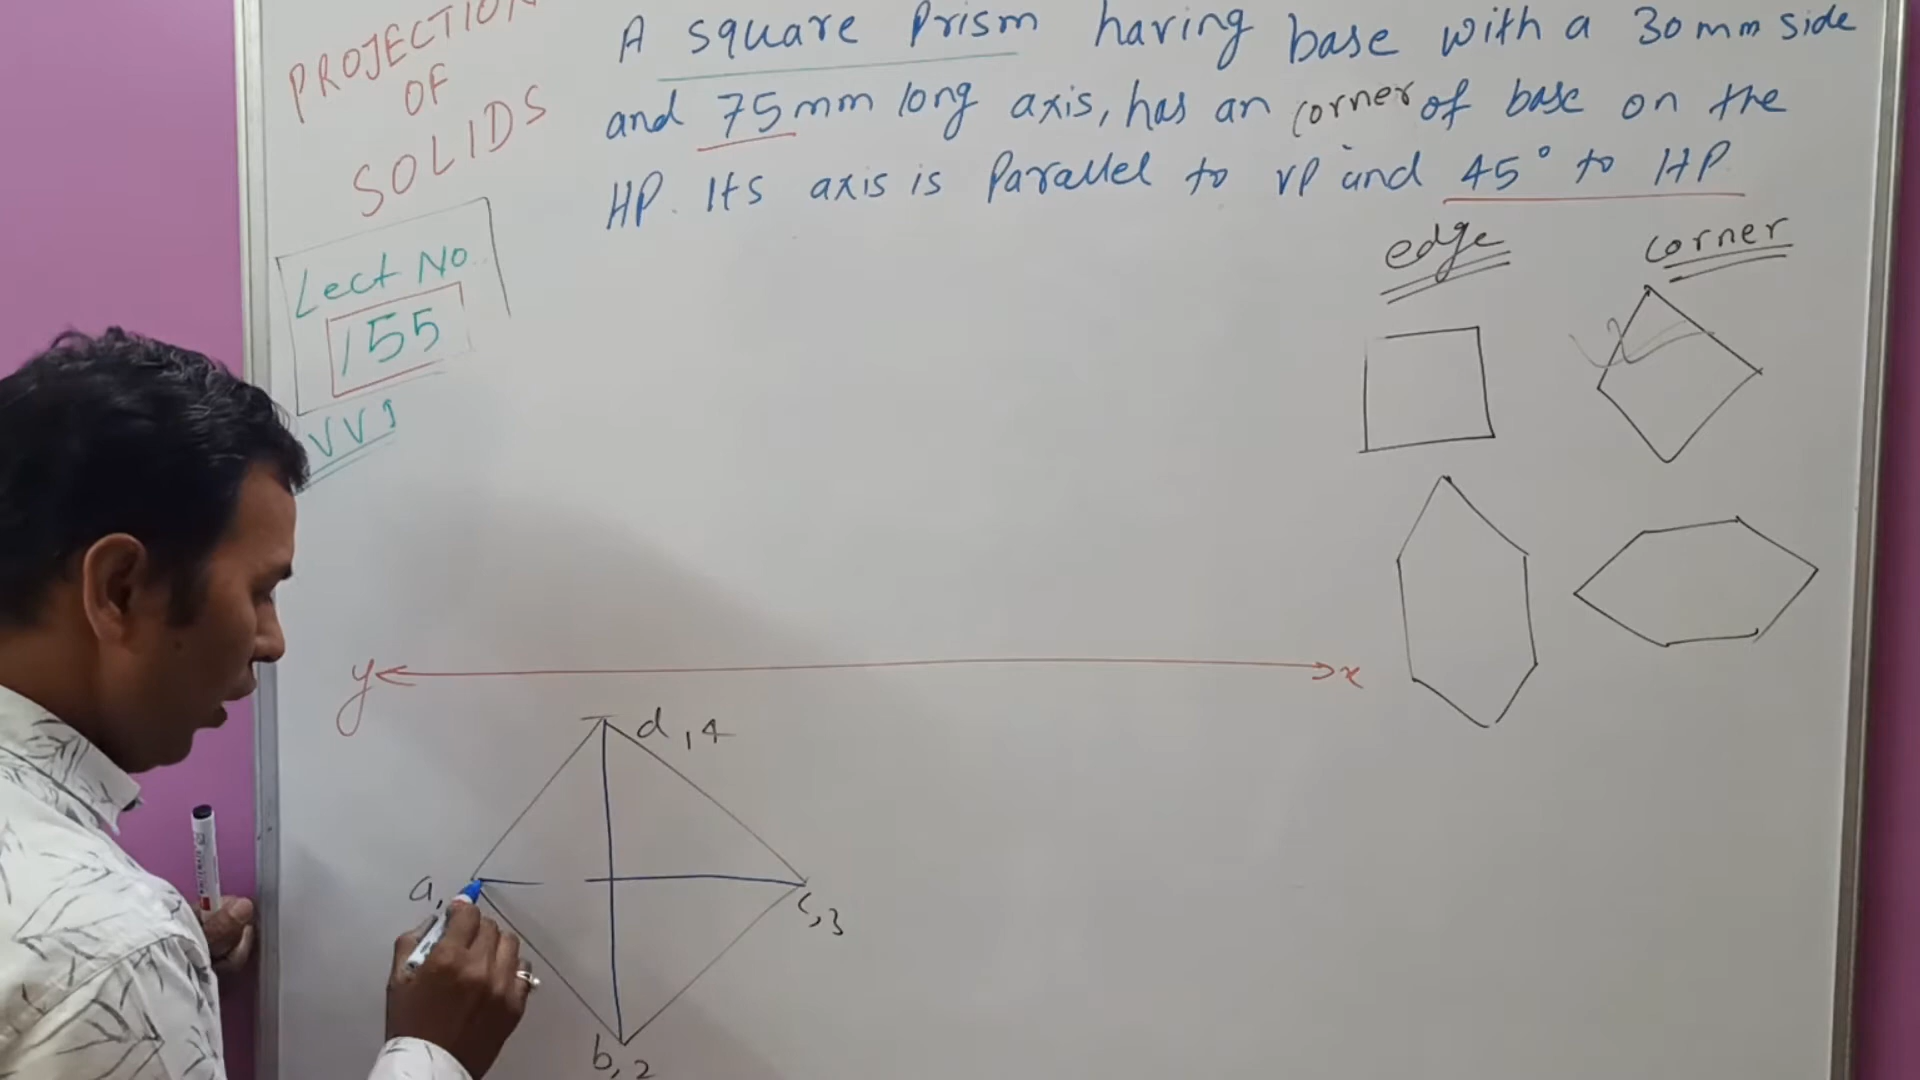 PROJECTION
OF
SOLIDS
Lect No.
155
VVI
A square Prism having base with a 30 mm side
and 75 mm long axis, has an corner of base on the
HP. Its axis is Parallel to VP and 45° to HP.
edge
corner
y
x
d,4
a,
c,3
b,2